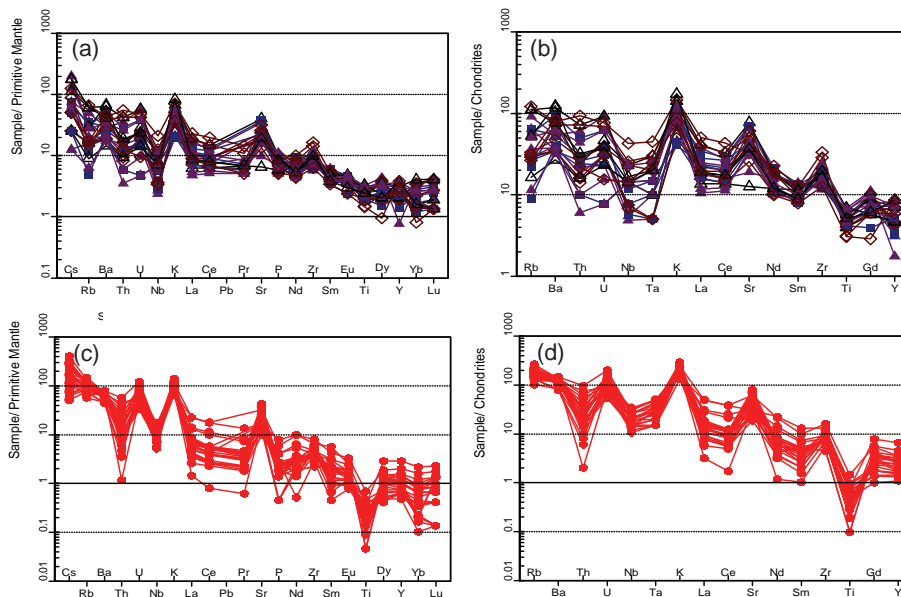 (a)
Sample/ Primitive Mantle
1000
100
10
1
0.1
Cs Ba U K Ce Pr P Zr Eu Dy Yb
Rb Th Nb La Pb Sr Nd Sm Ti Y Lu
(b)
Sample/ Chondrites
1000
100
10
1
Rb Th Nb K Ce Nd Zr Gd
Ba U Ta La Sr Sm Ti Y
s
(c)
Sample/ Primitive Mantle
1000
100
10
1
0.1
0.01
Cs Ba U K Ce Pr P Zr Eu Dy Yb
Rb Th Nb La Pb Sr Nd Sm Ti Y Lu
(d)
Sample/ Chondrites
1000
100
10
1
0.1
0.01
Rb Th Nb K Ce Nd Zr Gd
Ba U Ta La Sr Sm Ti Y